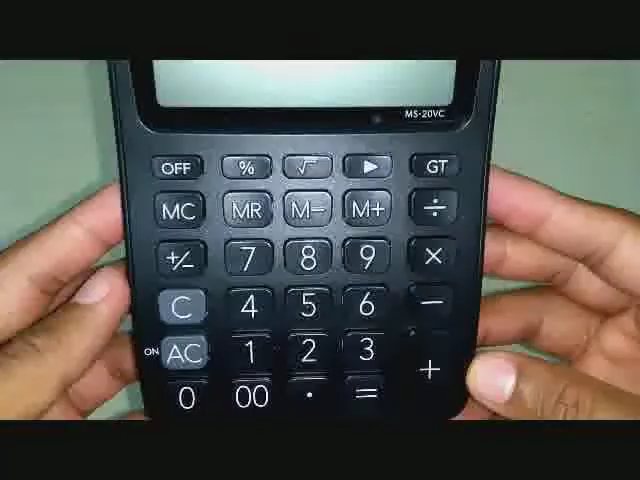 MS-20VC
OFF % √ ▶ GT
MC MR M− M+ ÷
+/− 7 8 9 ×
C 4 5 6 −
ON AC 1 2 3 +
0 00 · =